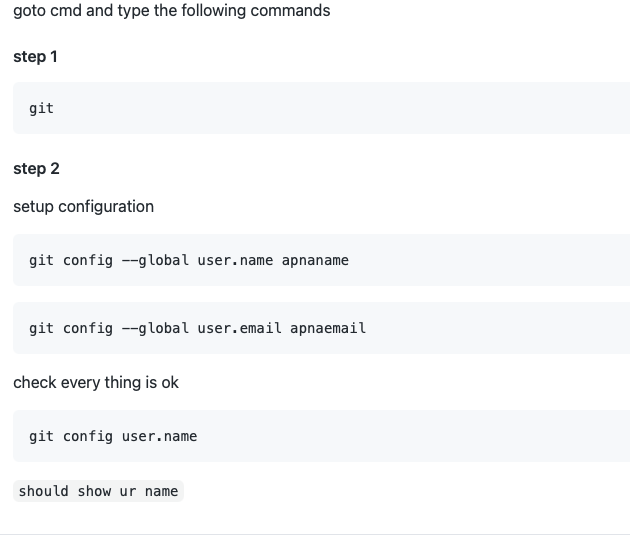 goto cmd and type the following commands
step 1
git
step 2
setup configuration
git config --global user.name apnaname
git config --global user.email apnaemail
check every thing is ok
git config user.name
should show ur name